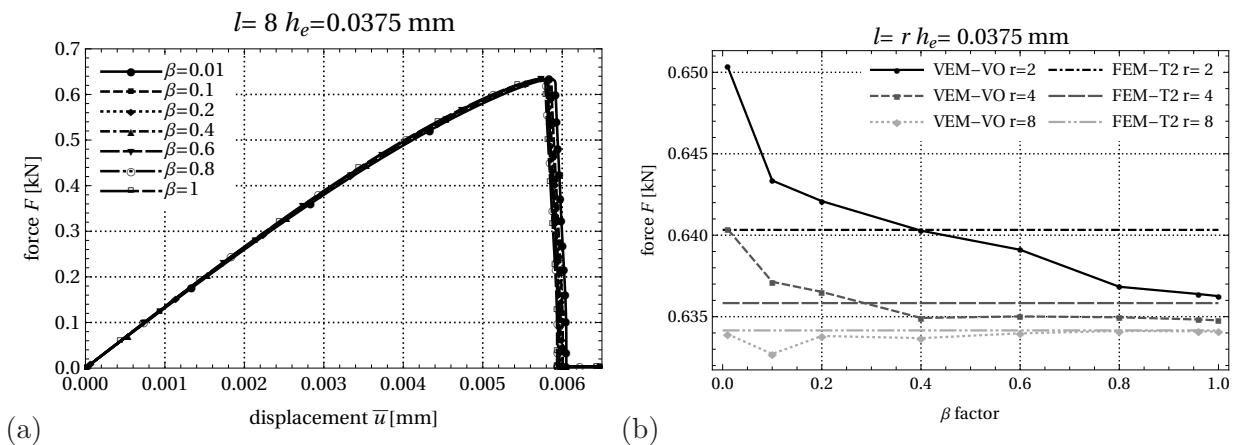 l= 8 h_e=0.0375 mm
0.7
0.6
0.5
0.4
0.3
0.2
0.1
0.0
force F [kN]
β=0.01
β=0.1
β=0.2
β=0.4
β=0.6
β=0.8
β=1
0.000 0.001 0.002 0.003 0.004 0.005 0.006
displacement u̅ [mm]
(a)
l= r h_e= 0.0375 mm
0.650
0.645
0.640
0.635
force F [kN]
VEM−VO r=2 FEM−T2 r= 2
VEM−VO r=4 FEM−T2 r= 4
VEM−VO r=8 FEM−T2 r= 8
0.0 0.2 0.4 0.6 0.8 1.0
β factor
(b)